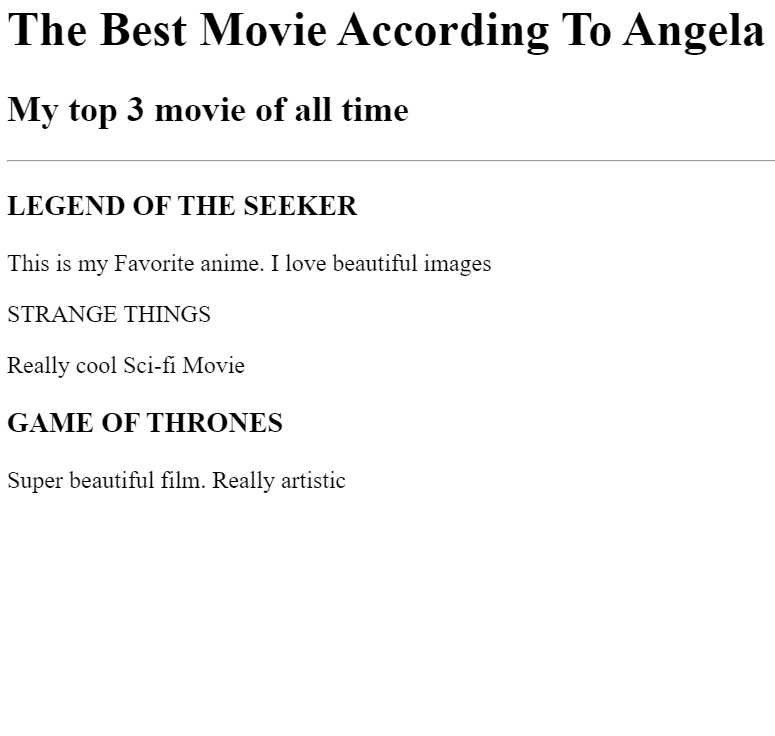 The Best Movie According To Angela
My top 3 movie of all time
LEGEND OF THE SEEKER
This is my Favorite anime. I love beautiful images
STRANGE THINGS
Really cool Sci-fi Movie
GAME OF THRONES
Super beautiful film. Really artistic